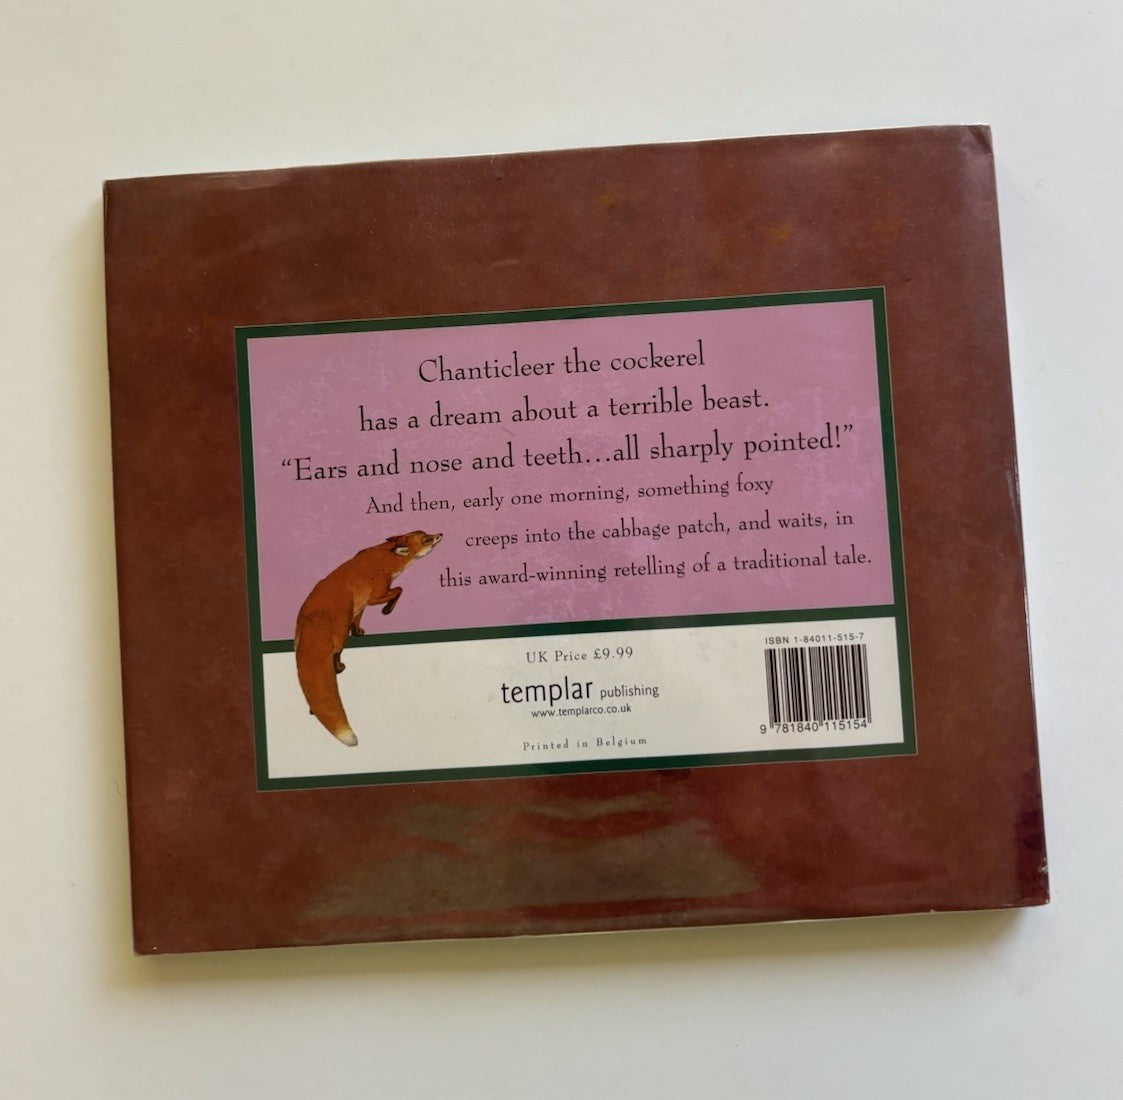 Chanticleer the cockerel
has a dream about a terrible beast.
“Ears and nose and teeth...all sharply pointed!”
And then, early one morning, something foxy
creeps into the cabbage patch, and waits, in
this award-winning retelling of a traditional tale.
UK Price £9.99
templar publishing
www.templarco.co.uk
Printed in Belgium
ISBN 1-84011-515-7
9 781840 115154